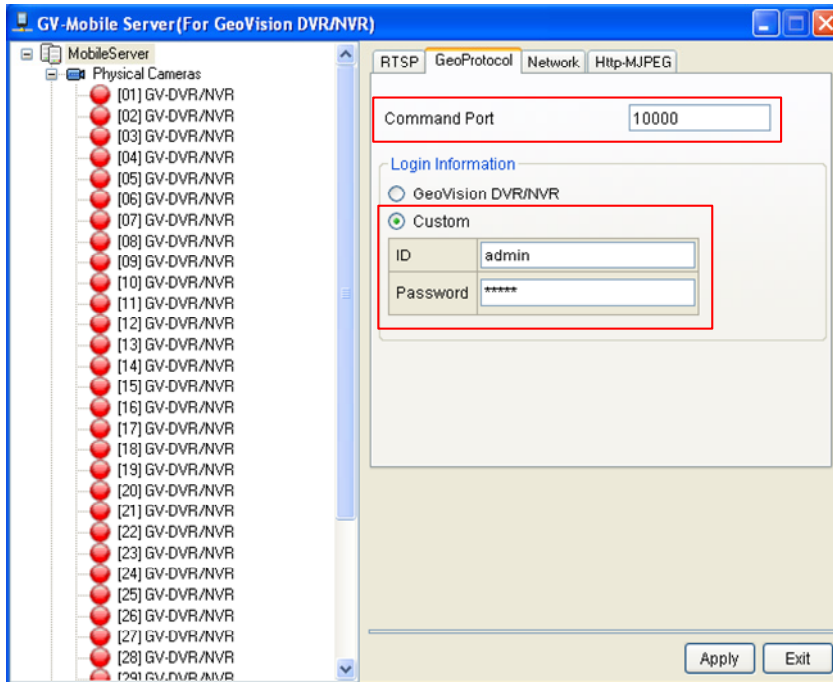 GV-Mobile Server(For GeoVision DVR/NVR)
MobileServer
Physical Cameras
[01] GV-DVR/NVR
[02] GV-DVR/NVR
[03] GV-DVR/NVR
[04] GV-DVR/NVR
[05] GV-DVR/NVR
[06] GV-DVR/NVR
[07] GV-DVR/NVR
[08] GV-DVR/NVR
[09] GV-DVR/NVR
[10] GV-DVR/NVR
[11] GV-DVR/NVR
[12] GV-DVR/NVR
[13] GV-DVR/NVR
[14] GV-DVR/NVR
[15] GV-DVR/NVR
[16] GV-DVR/NVR
[17] GV-DVR/NVR
[18] GV-DVR/NVR
[19] GV-DVR/NVR
[20] GV-DVR/NVR
[21] GV-DVR/NVR
[22] GV-DVR/NVR
[23] GV-DVR/NVR
[24] GV-DVR/NVR
[25] GV-DVR/NVR
[26] GV-DVR/NVR
[27] GV-DVR/NVR
[28] GV-DVR/NVR
[29] GV-DVR/NVR
RTSP GeoProtocol Network Http-MJPEG
Command Port 10000
Login Information
GeoVision DVR/NVR
Custom
ID admin
Password *****
Apply Exit